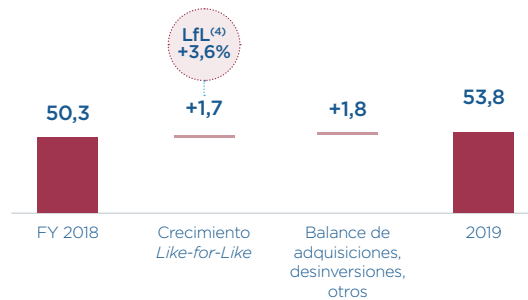 LfL(4)
+3,6%
50,3
+1,7
+1,8
53,8
FY 2018
Crecimiento
Like-for-Like
Balance de
adquisiciones,
desinversiones,
otros
2019